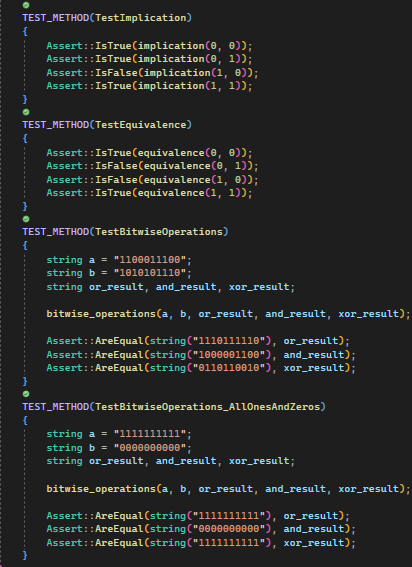 TEST_METHOD(TestImplication)
{
Assert::IsTrue(implication(0, 0));
Assert::IsTrue(implication(0, 1));
Assert::IsFalse(implication(1, 0));
Assert::IsTrue(implication(1, 1));
}
TEST_METHOD(TestEquivalence)
{
Assert::IsTrue(equivalence(0, 0));
Assert::IsFalse(equivalence(0, 1));
Assert::IsFalse(equivalence(1, 0));
Assert::IsTrue(equivalence(1, 1));
}
TEST_METHOD(TestBitwiseOperations)
{
string a = "1100011100";
string b = "1010101110";
string or_result, and_result, xor_result;
bitwise_operations(a, b, or_result, and_result, xor_result);
Assert::AreEqual(string("1110111110"), or_result);
Assert::AreEqual(string("1000001100"), and_result);
Assert::AreEqual(string("0110110010"), xor_result);
}
TEST_METHOD(TestBitwiseOperations_AllOnesAndZeros)
{
string a = "1111111111";
string b = "0000000000";
string or_result, and_result, xor_result;
bitwise_operations(a, b, or_result, and_result, xor_result);
Assert::AreEqual(string("1111111111"), or_result);
Assert::AreEqual(string("0000000000"), and_result);
Assert::AreEqual(string("1111111111"), xor_result);
}